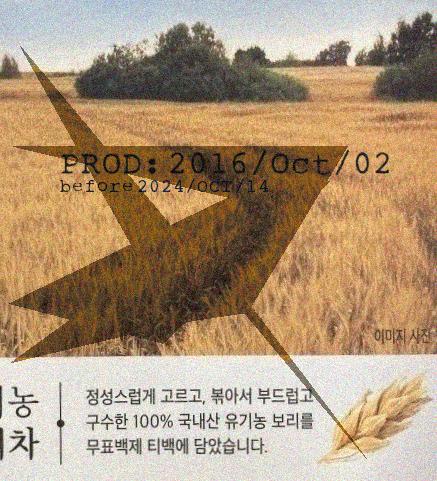 PROD: 2016/Oct/02
before 2024/Oct/14
이미지 사진
농
차
정성스럽게 고르고, 볶아서 부드럽고
구수한 100% 국내산 유기농 보리를
무표백제 티백에 담았습니다.